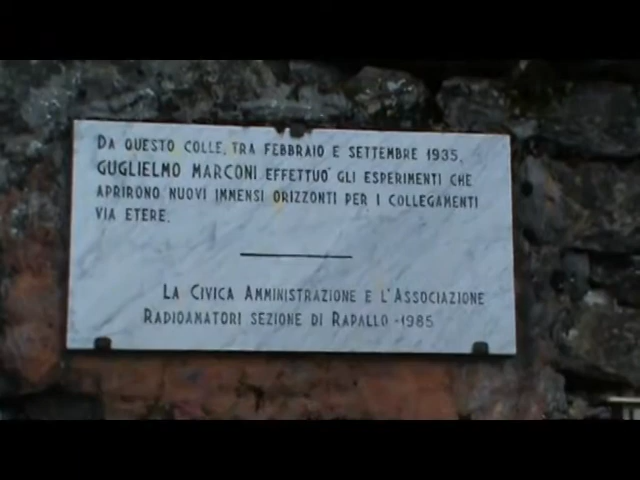 DA QUESTO COLLE, TRA FEBBRAIO E SETTEMBRE 1935,
GUGLIELMO MARCONI EFFETTUO' GLI ESPERIMENTI CHE
APRIRONO NUOVI IMMENSI ORIZZONTI PER I COLLEGAMENTI
VIA ETERE.
LA CIVICA AMMINISTRAZIONE E L'ASSOCIAZIONE
RADIOAMATORI SEZIONE DI RAPALLO - 1985